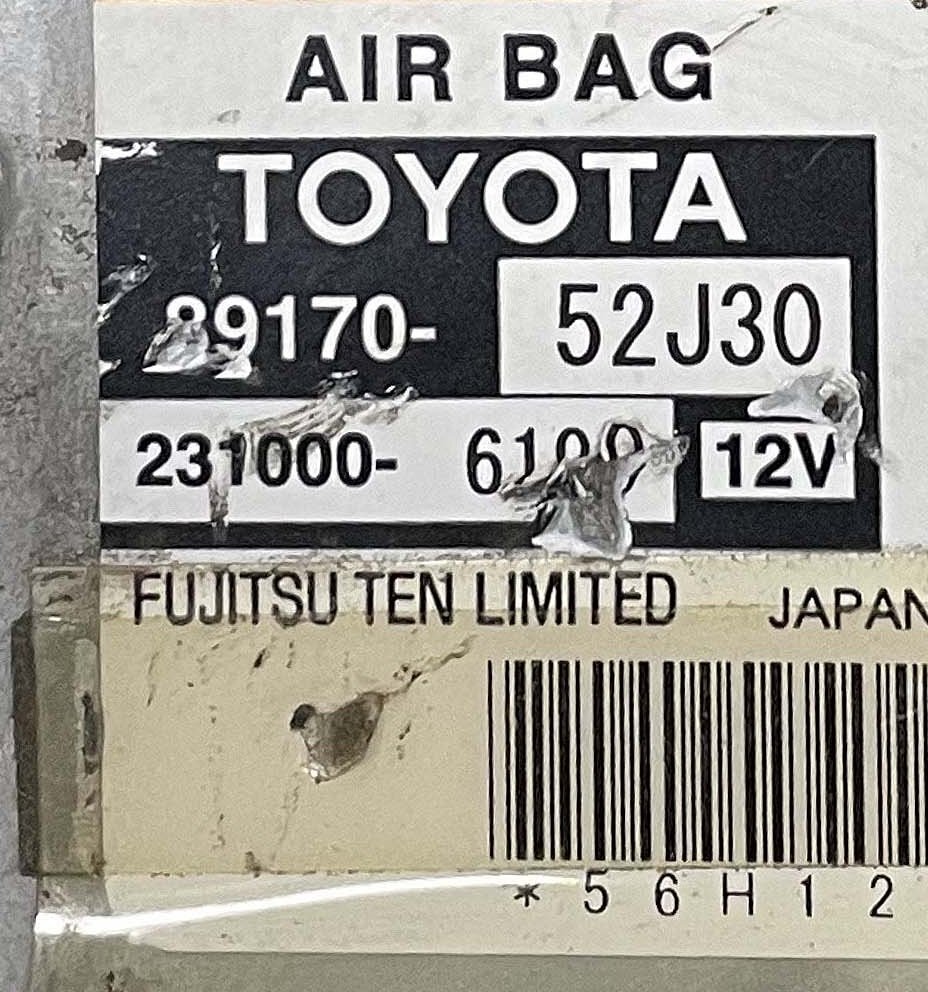 AIR BAG
TOYOTA
89170- 52J30
231000- 12V
FUJITSU TEN LIMITED JAPAN
*56H12